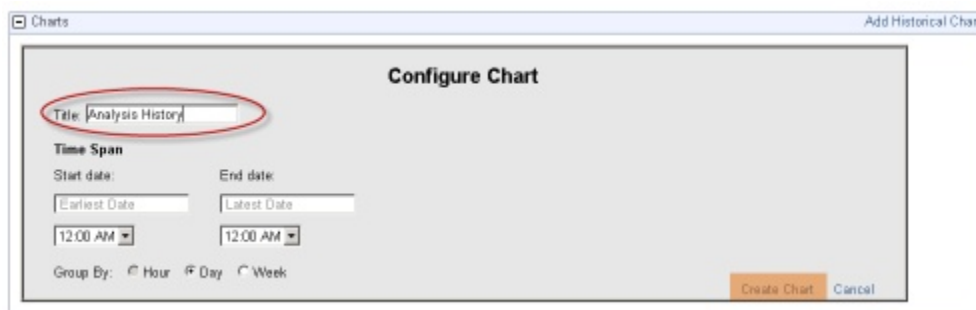 Charts Add Historical Char
Configure Chart
Title: Analysis History
Time Span
Start date: End date:
Earliest Date Latest Date
12:00 AM 12:00 AM
Group By: Hour Day Week
Create Chart Cancel